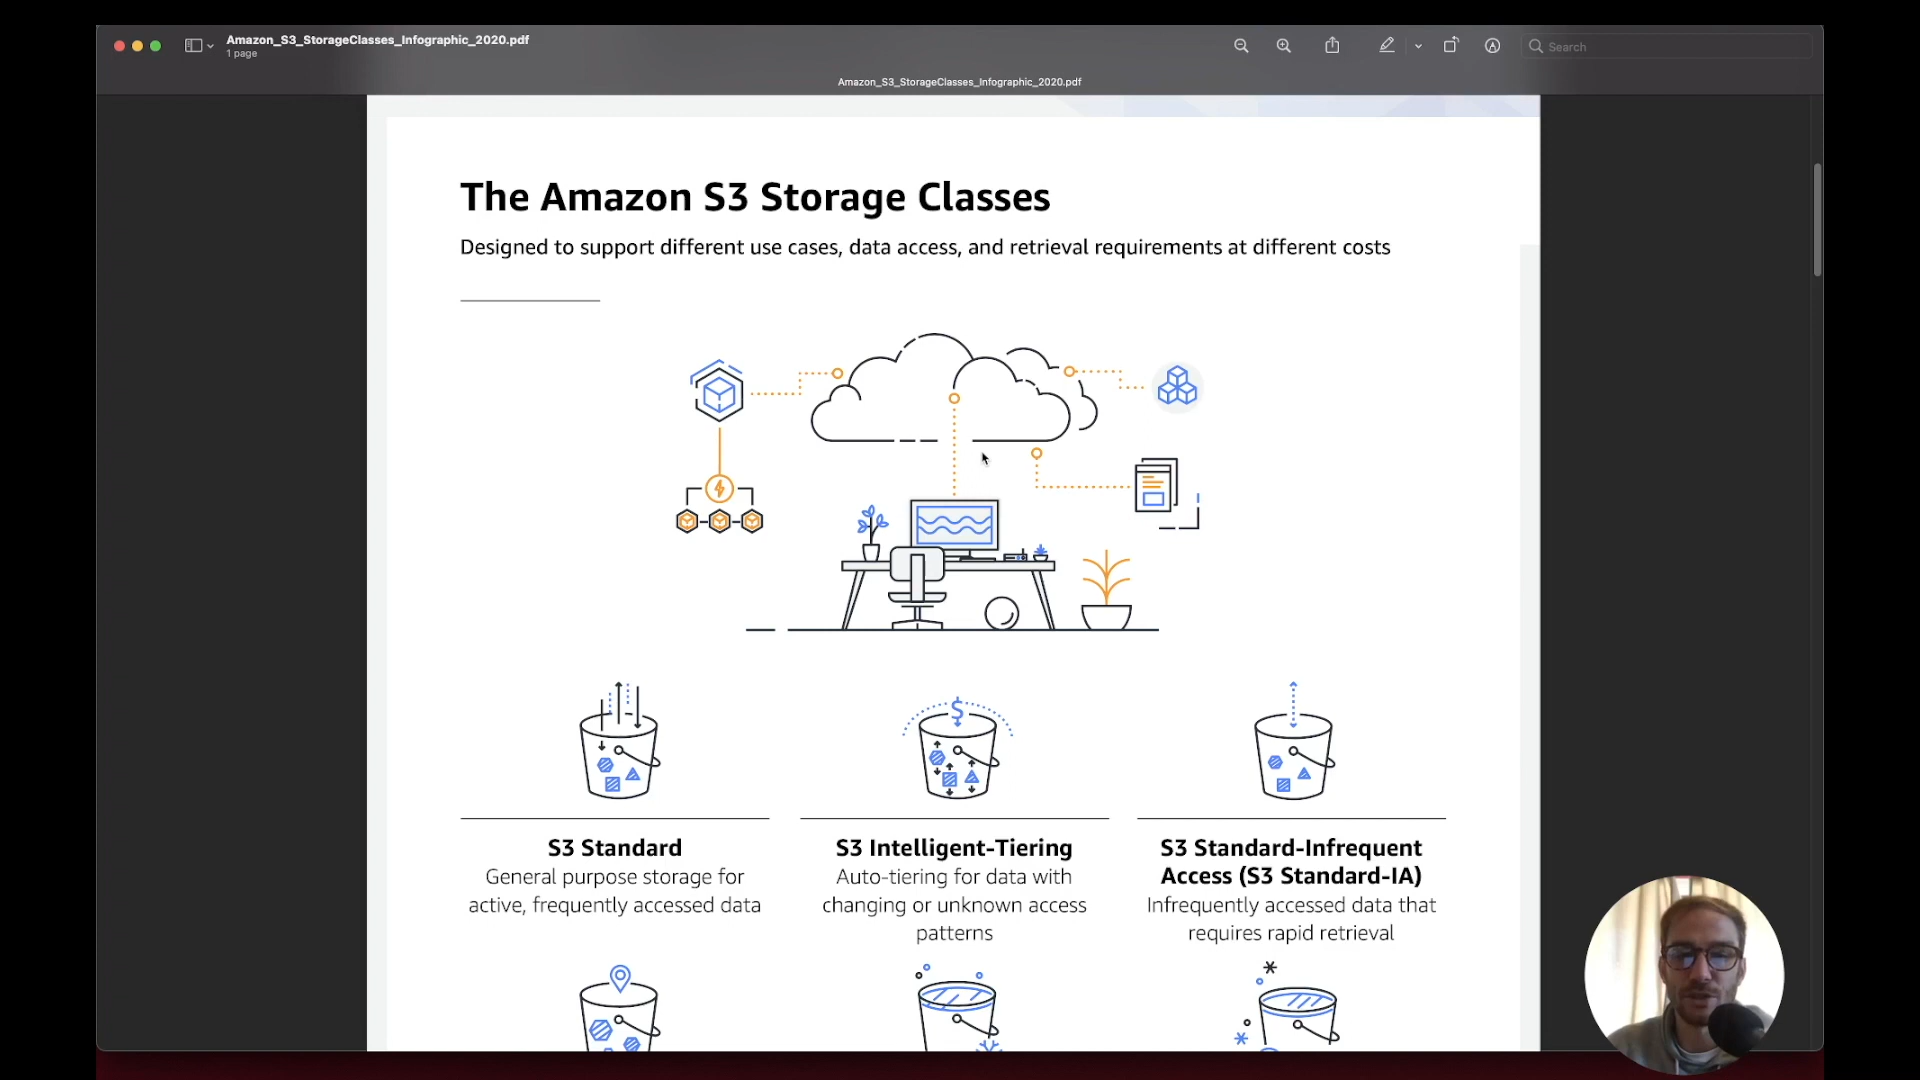 Amazon_S3_StorageClasses_Infographic_2020.pdf
1 page
Search
Amazon_S3_StorageClasses_Infographic_2020.pdf
The Amazon S3 Storage Classes
Designed to support different use cases, data access, and retrieval requirements at different costs
$
S3 Standard
General purpose storage for
active, frequently accessed data
S3 Intelligent-Tiering
Auto-tiering for data with
changing or unknown access
patterns
S3 Standard-Infrequent
Access (S3 Standard-IA)
Infrequently accessed data that
requires rapid retrieval